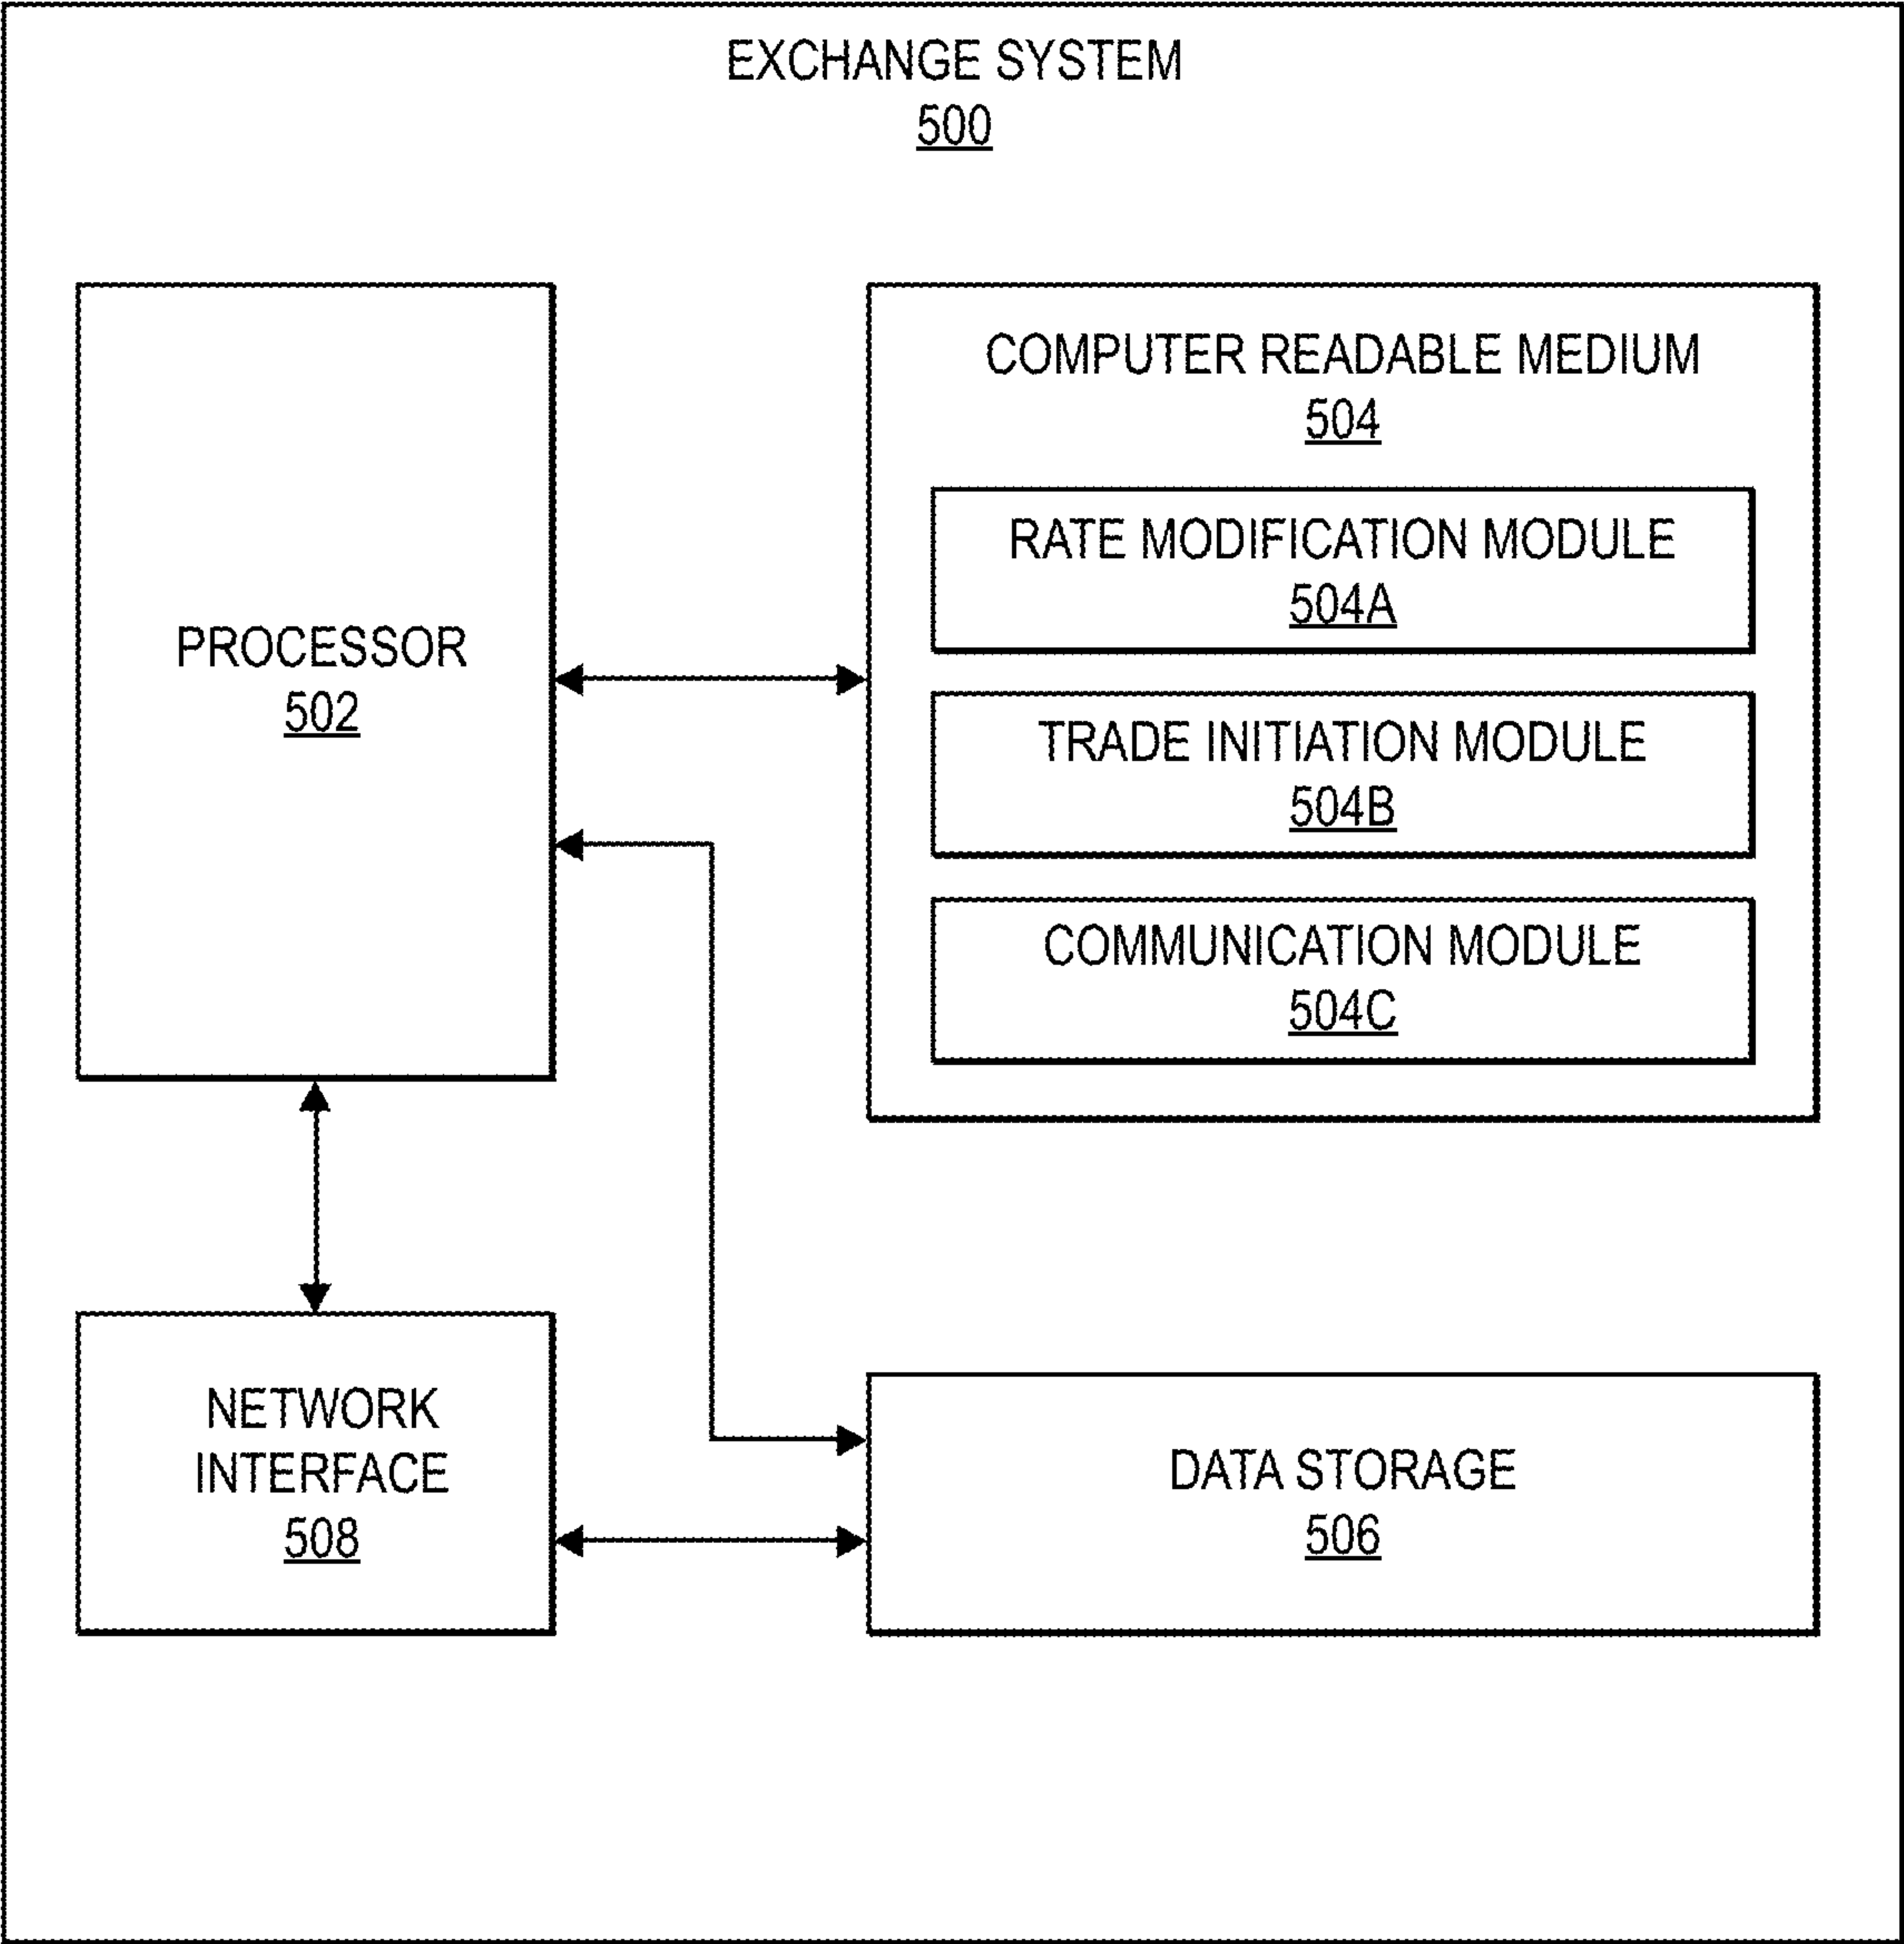 EXCHANGE SYSTEM
500
PROCESSOR
502
COMPUTER READABLE MEDIUM
504
RATE MODIFICATION MODULE
504A
TRADE INITIATION MODULE
504B
COMMUNICATION MODULE
504C
NETWORK
INTERFACE
508
DATA STORAGE
506